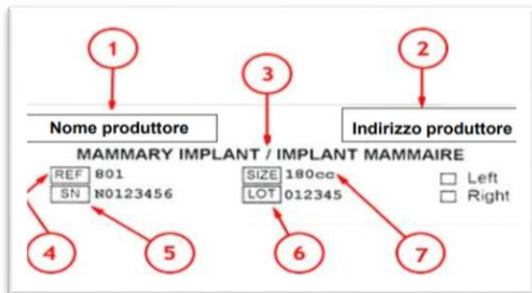 1 2
3
Nome produttore Indirizzo produttore
MAMMARY IMPLANT / IMPLANT MAMMAIRE
REF 801 SIZE 180cc Left
SN N0123456 LOT 012345 Right
4 5 6 7